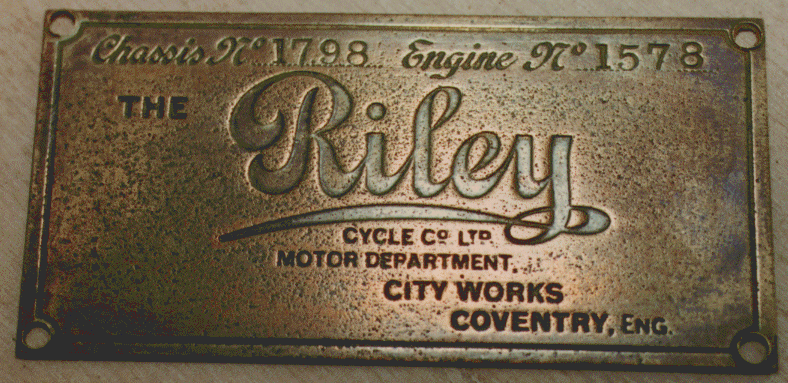 Chassis Nº 1798 Engine Nº 1578
THE Riley
CYCLE Cº LTD
MOTOR DEPARTMENT.
CITY WORKS
COVENTRY, ENG.